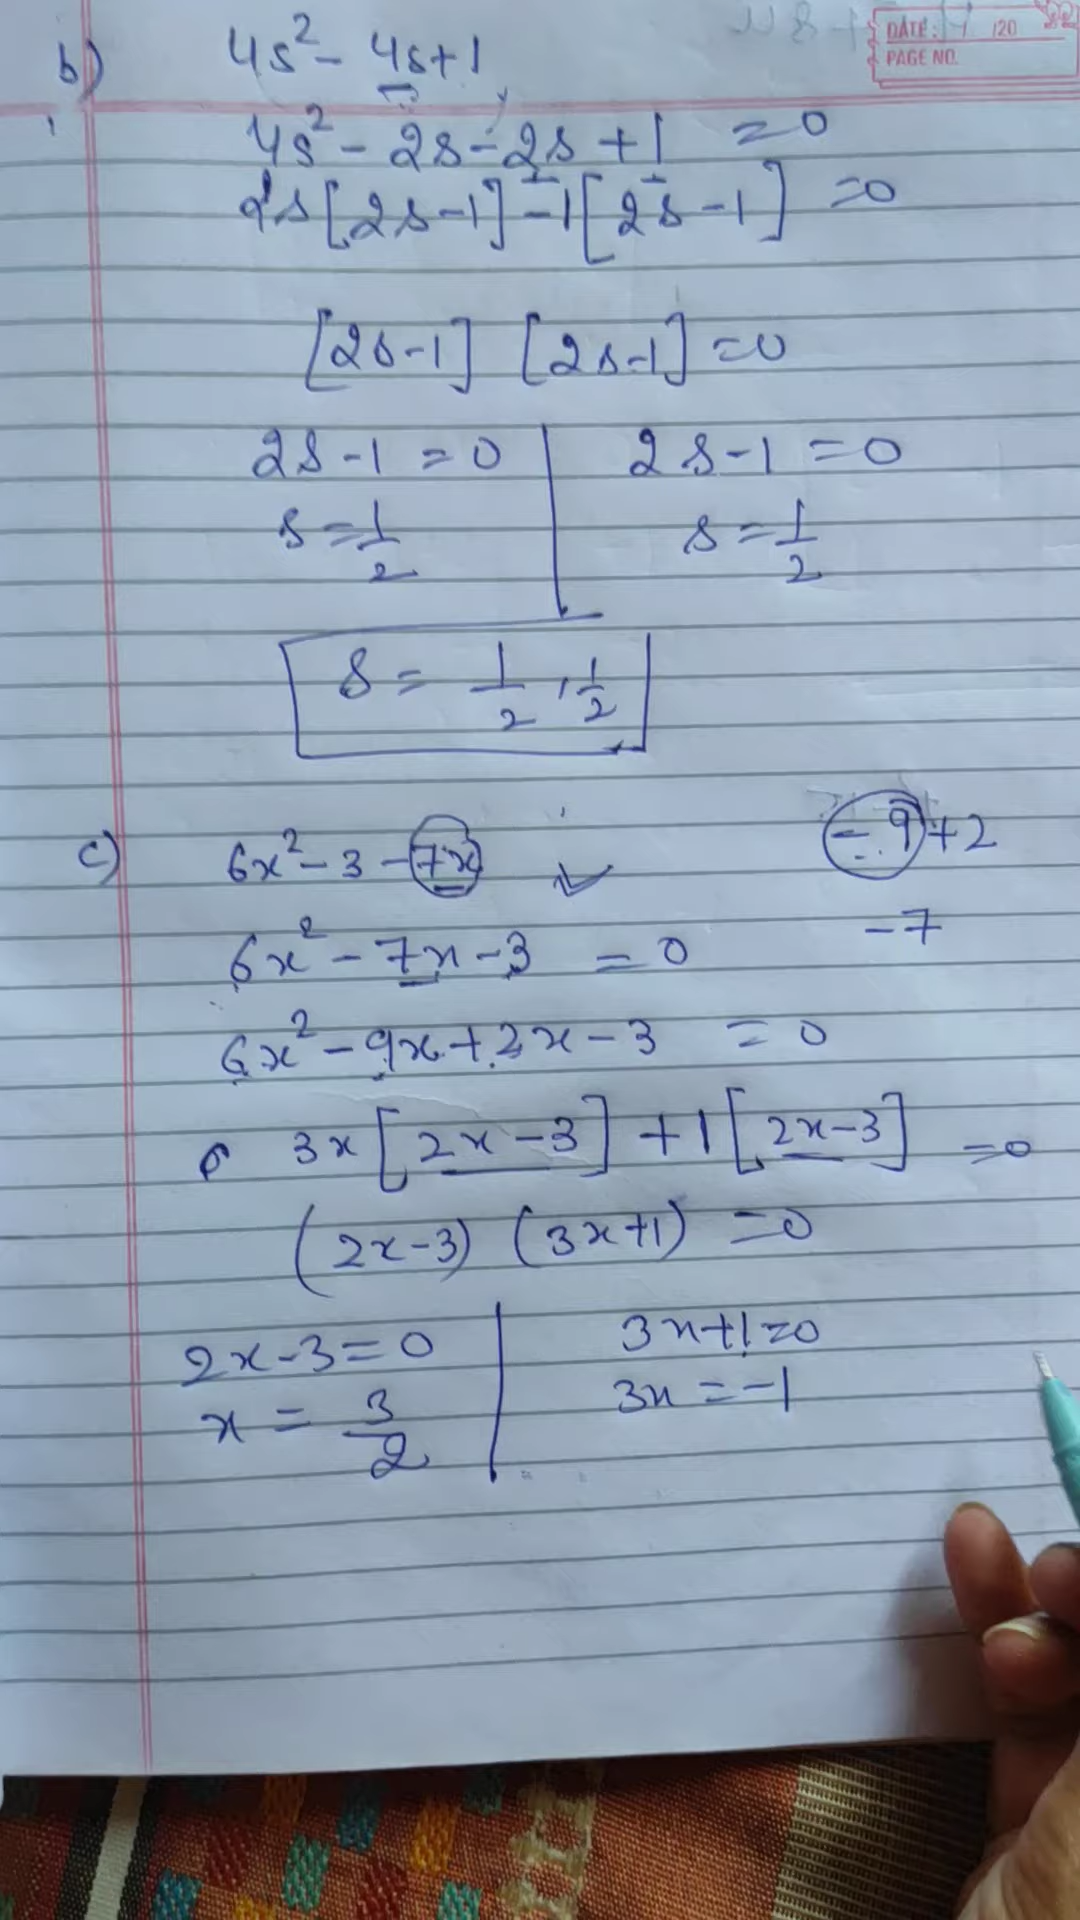 DATE: / /20
PAGE NO.
b) 4s² - 4s+1
4s² - 2s - 2s + 1 = 0
2s [2s-1] -1 [2s-1] =0
[2s-1] [2s-1] =0
2s-1 = 0 | 2s-1 = 0
s = 1/2 | s = 1/2
s = 1/2 , 1/2
c) 6x² - 3 - 7x ✓ -9+2
6x² - 7x - 3 = 0 -7
6x² - 9x + 2x - 3 = 0
3x [2x-3] +1 [2x-3] =0
(2x-3) (3x+1) =0
2x-3=0 | 3x+1=0
x = 3/2 | 3x = -1